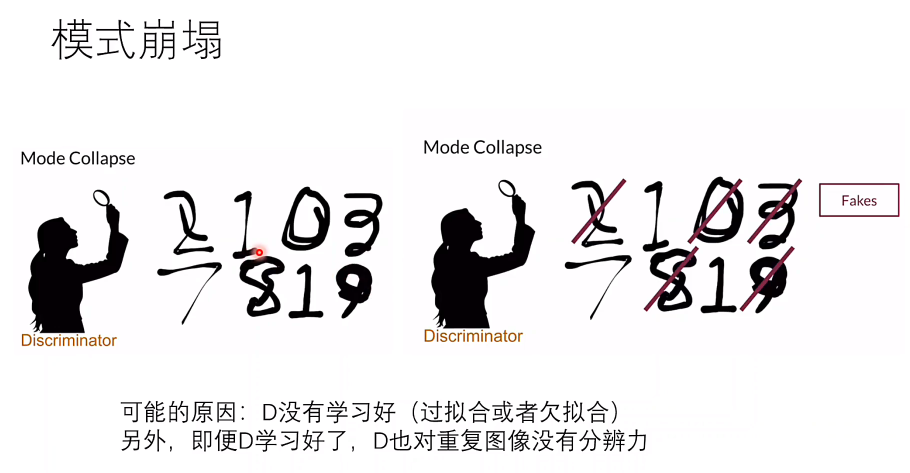 模式崩塌
Mode Collapse
2 1 0 3
7 8 1 9
Discriminator
Mode Collapse
2 1 0 3
7 8 1 9
Fakes
Discriminator
可能的原因：D没有学习好（过拟合或者欠拟合）
另外，即便D学习好了，D也对重复图像没有分辨力